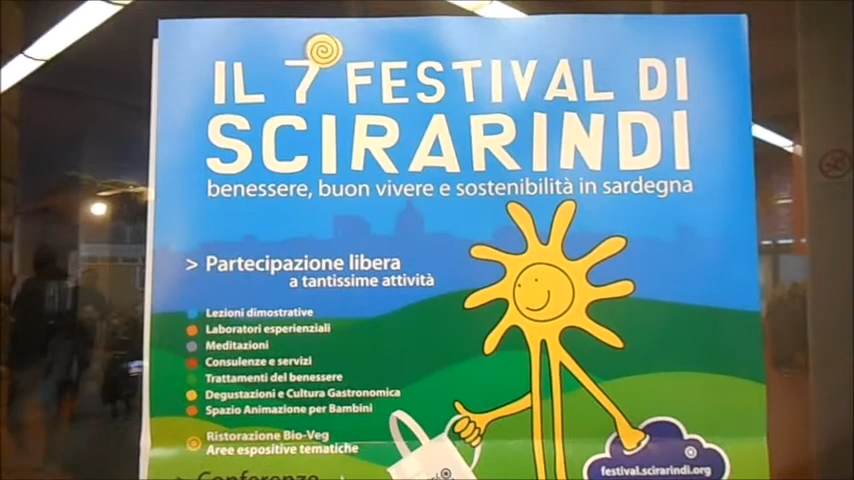 IL 7° FESTIVAL DI
SCIRARINDI
benessere, buon vivere e sostenibilità in sardegna
> Partecipazione libera
a tantissime attività
Lezioni dimostrative
Laboratori esperienziali
Meditazioni
Consulenze e servizi
Trattamenti del benessere
Degustazioni e Cultura Gastronomica
Spazio Animazione per Bambini
Ristorazione Bio-Veg
Aree espositive tematiche
> Conferenze
festival.scirarindi.org